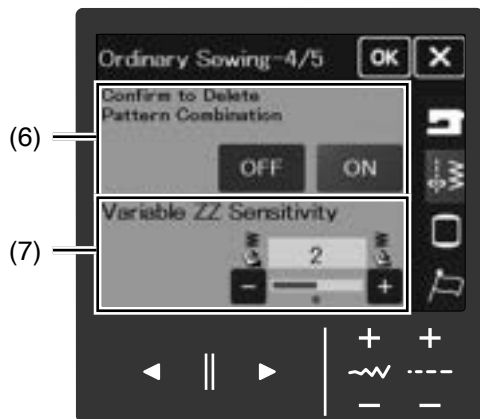 Ordinary Sewing-4/5 OK X
Confirm to Delete
Pattern Combination
(6)
OFF ON
Variable ZZ Sensitivity
(7)
2
- +
+ +
- -